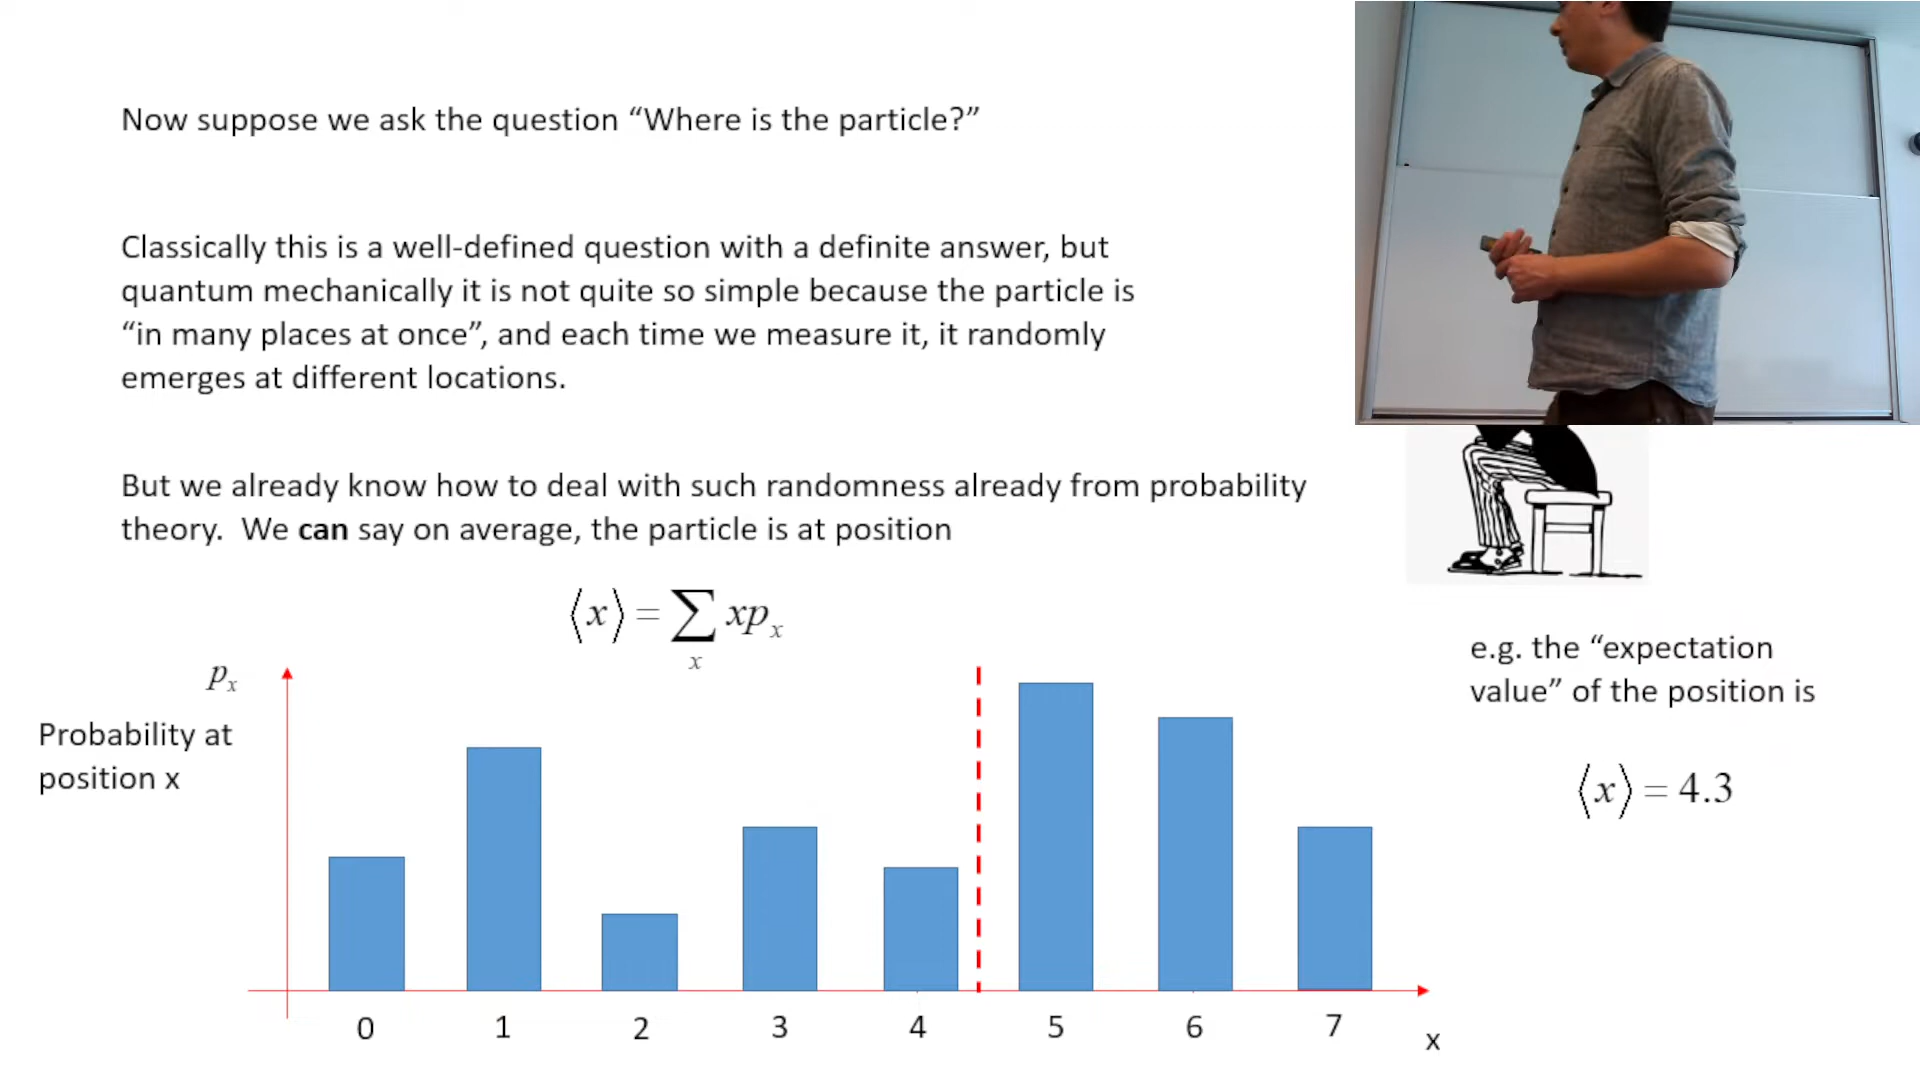 Now suppose we ask the question “Where is the particle?”
Classically this is a well-defined question with a definite answer, but
quantum mechanically it is not quite so simple because the particle is
“in many places at once”, and each time we measure it, it randomly
emerges at different locations.
But we already know how to deal with such randomness already from probability
theory. We can say on average, the particle is at position
⟨x⟩ = ∑ₓ xpₓ
e.g. the “expectation
value” of the position is
⟨x⟩ = 4.3
pₓ
Probability at
position x
0 1 2 3 4 5 6 7 x